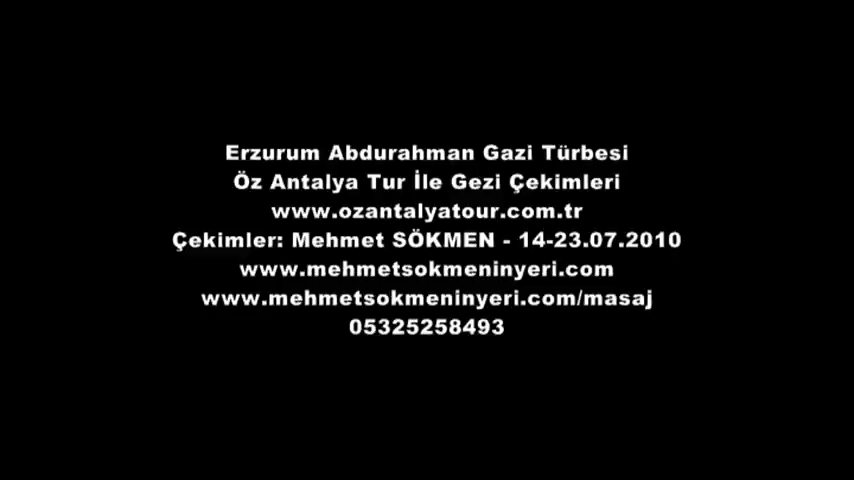 Erzurum Abdurahman Gazi Türbesi
Öz Antalya Tur İle Gezi Çekimleri
www.ozantalyatour.com.tr
Çekimler: Mehmet SÖKMEN - 14-23.07.2010
www.mehmetsokmeninyeri.com
www.mehmetsokmeninyeri.com/masaj
05325258493